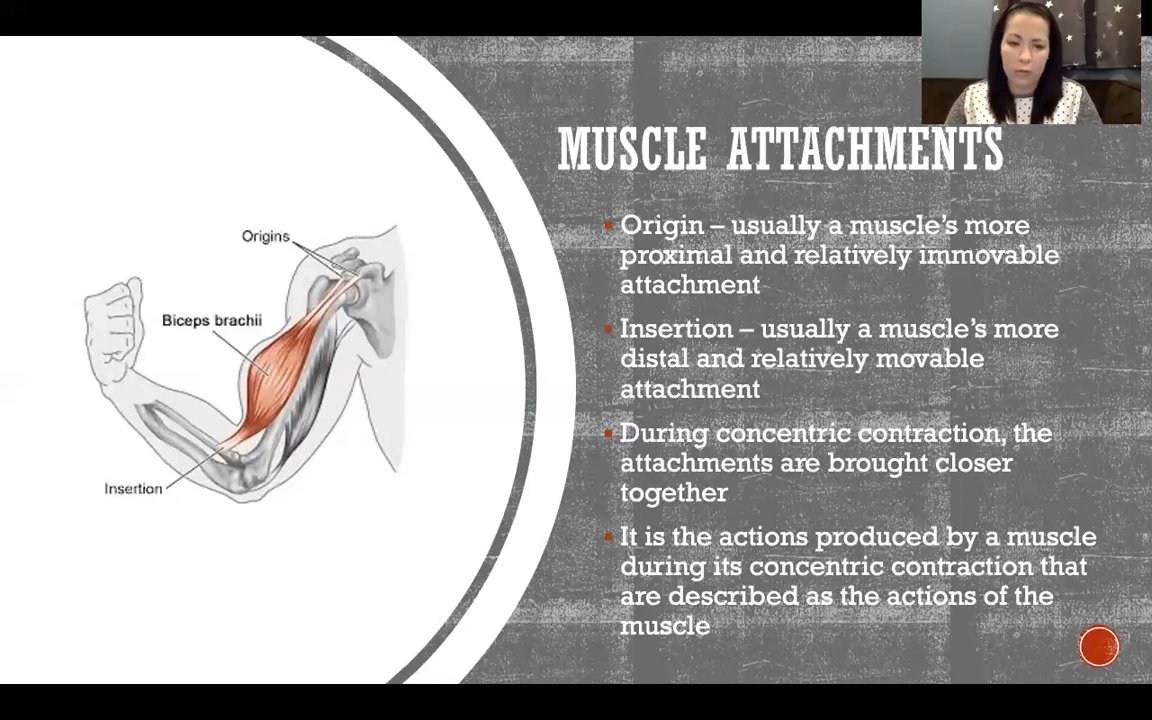 MUSCLE ATTACHMENTS
Origins
Biceps brachii
Insertion
▪ Origin – usually a muscle's more
proximal and relatively immovable
attachment
▪ Insertion – usually a muscle's more
distal and relatively movable
attachment
▪ During concentric contraction, the
attachments are brought closer
together
▪ It is the actions produced by a muscle
during its concentric contraction that
are described as the actions of the
muscle